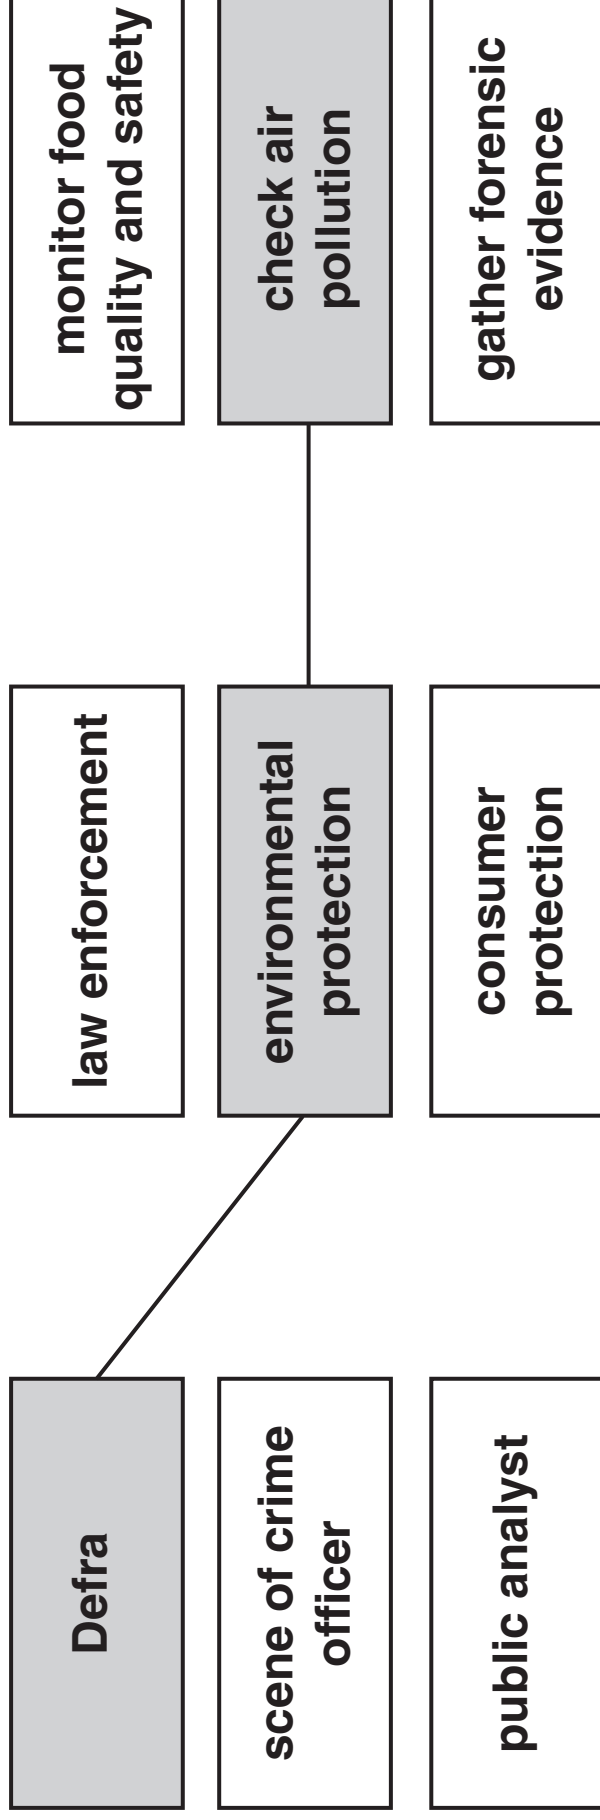 Defra
law enforcement
monitor food
quality and safety
scene of crime
officer
environmental
protection
check air
pollution
public analyst
consumer
protection
gather forensic
evidence